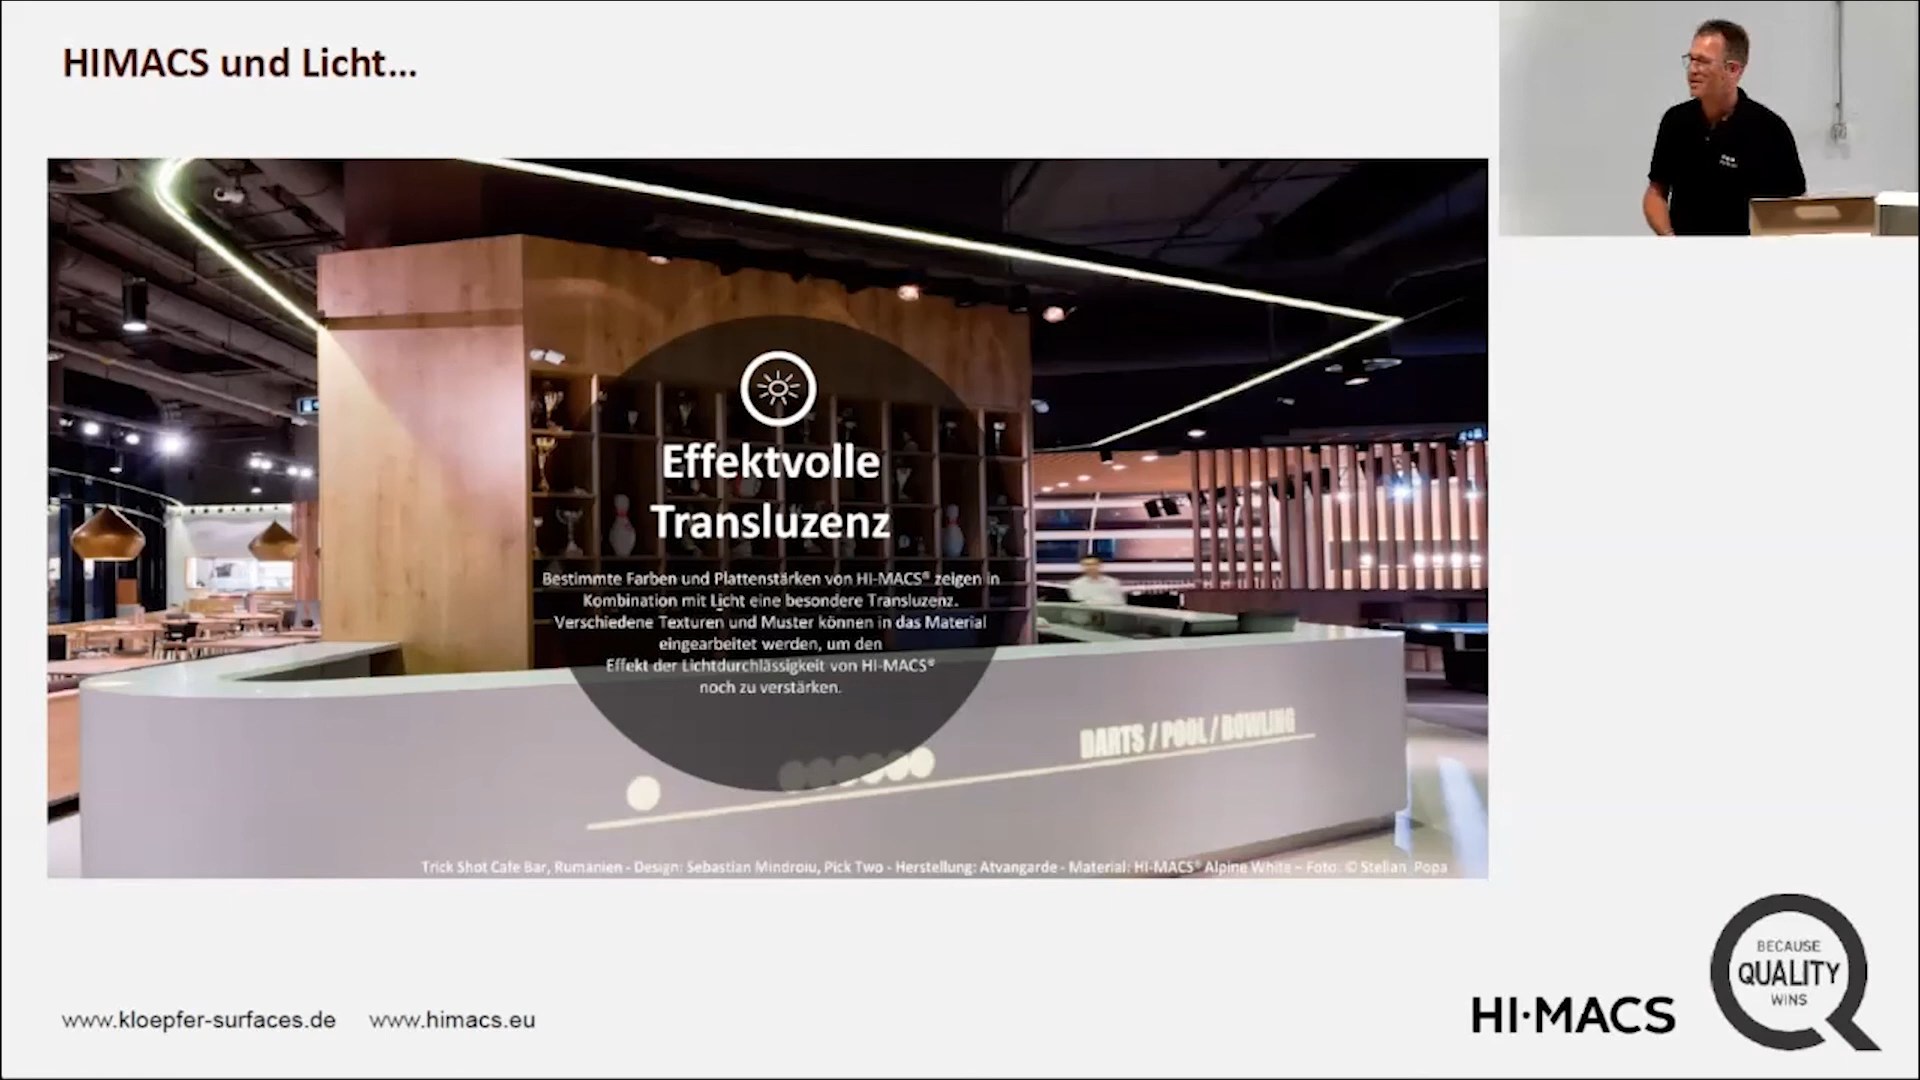 HIMACS und Licht...
Effektvolle
Transluzenz
Bestimmte Farben und Plattenstärken von HI-MACS® zeigen in
Kombination mit Licht eine besondere Transluzenz.
Verschiedene Texturen und Muster können in das Material
eingearbeitet werden, um den
Effekt der Lichtdurchlässigkeit von HI-MACS®
noch zu verstärken.
DARTS / POOL / BOWLING
Trick Shot Cafe Bar, Rumänien - Design: Sebastian Mindroiu, Pick Two - Herstellung: Atvangarde - Material: HI-MACS® Alpine White – Foto: © Stelian Popa
www.kloepfer-surfaces.de www.himacs.eu
HI·MACS
BECAUSE
QUALITY
WINS